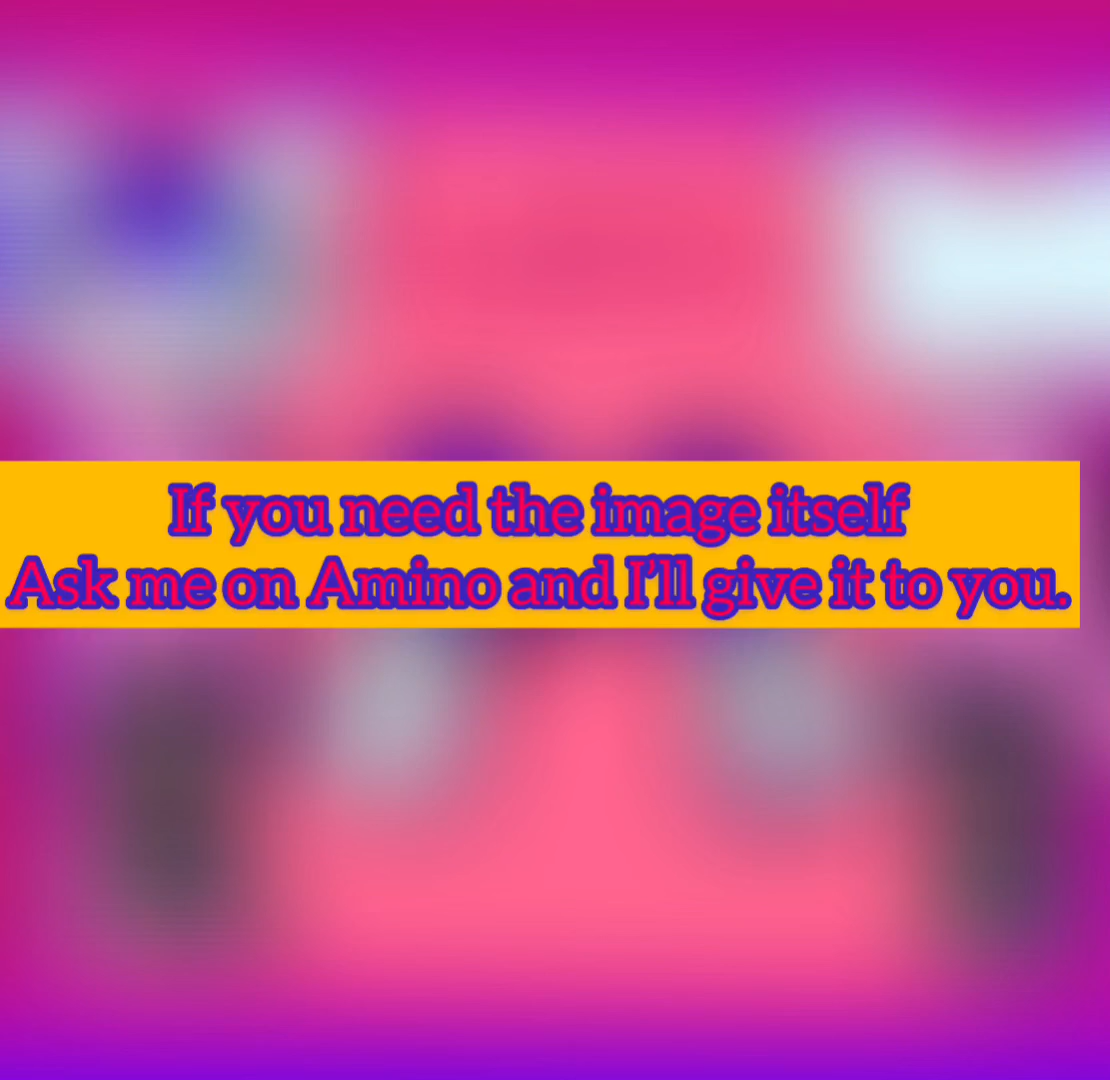 If you need the image itself
Ask me on Amino and I'll give it to you.